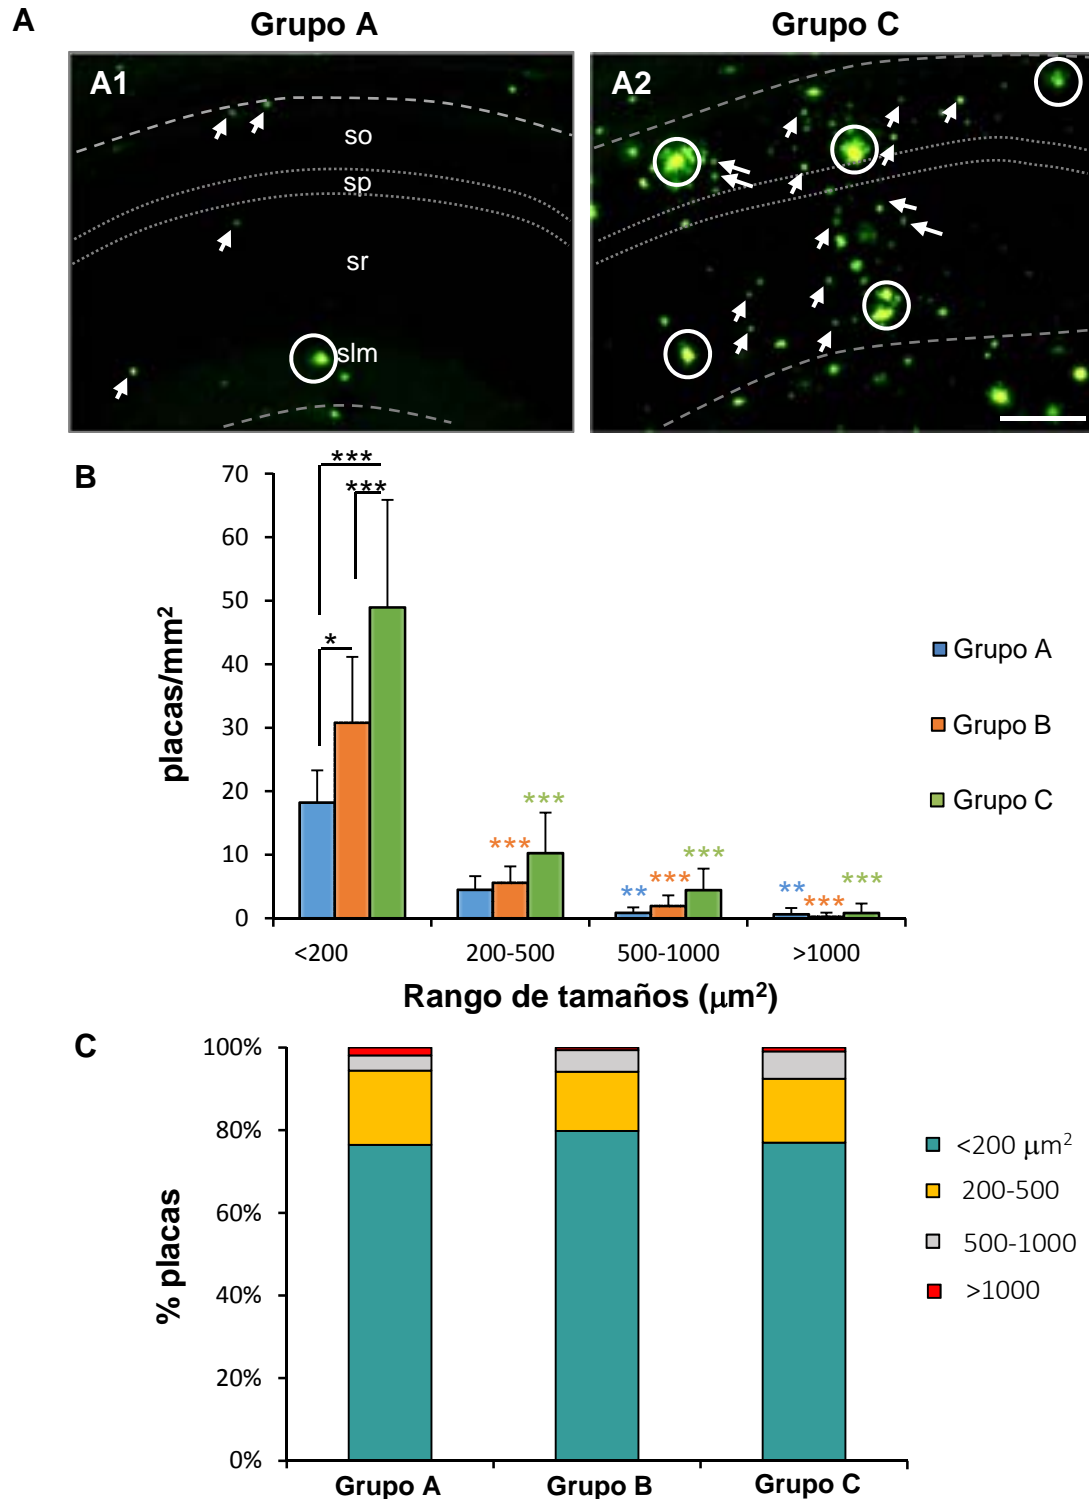 A
Grupo A
Grupo C
A1
so
sp
sr
slm
A2
B
***
***
*
70
60
50
40
30
20
10
0
placas/mm²
***
***
**
***
***
**
***
***
<200
200-500
500-1000
>1000
Rango de tamaños (μm²)
Grupo A
Grupo B
Grupo C
C
100%
80%
60%
40%
20%
0%
% placas
Grupo A
Grupo B
Grupo C
<200 μm²
200-500
500-1000
>1000